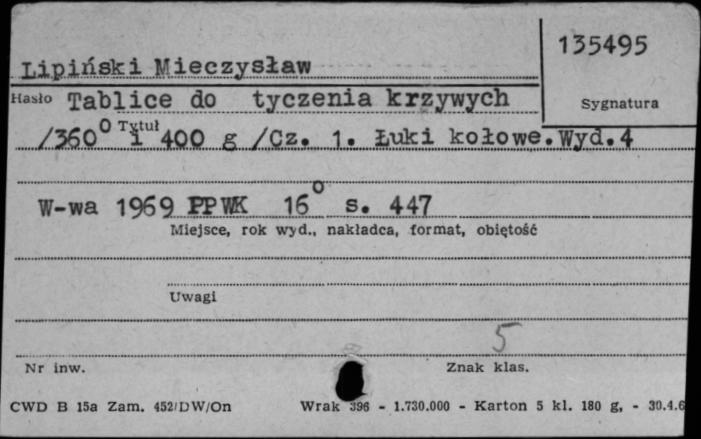 135495
Lipiński Mieczysław
Hasło Tablice do tyczenia krzywych
Sygnatura
Tytuł
/360° i 400 g /Cz. 1. Łuki kołowe.Wyd.4
W-wa 1969 PPWK 16° s. 447
Miejsce, rok wyd., nakładca, format, objętość
Uwagi
5
Nr inw. Znak klas.
CWD B 15a Zam. 452/DW/On Wrak 396 - 1.730.000 - Karton 5 kl. 180 g, - 30.4.6